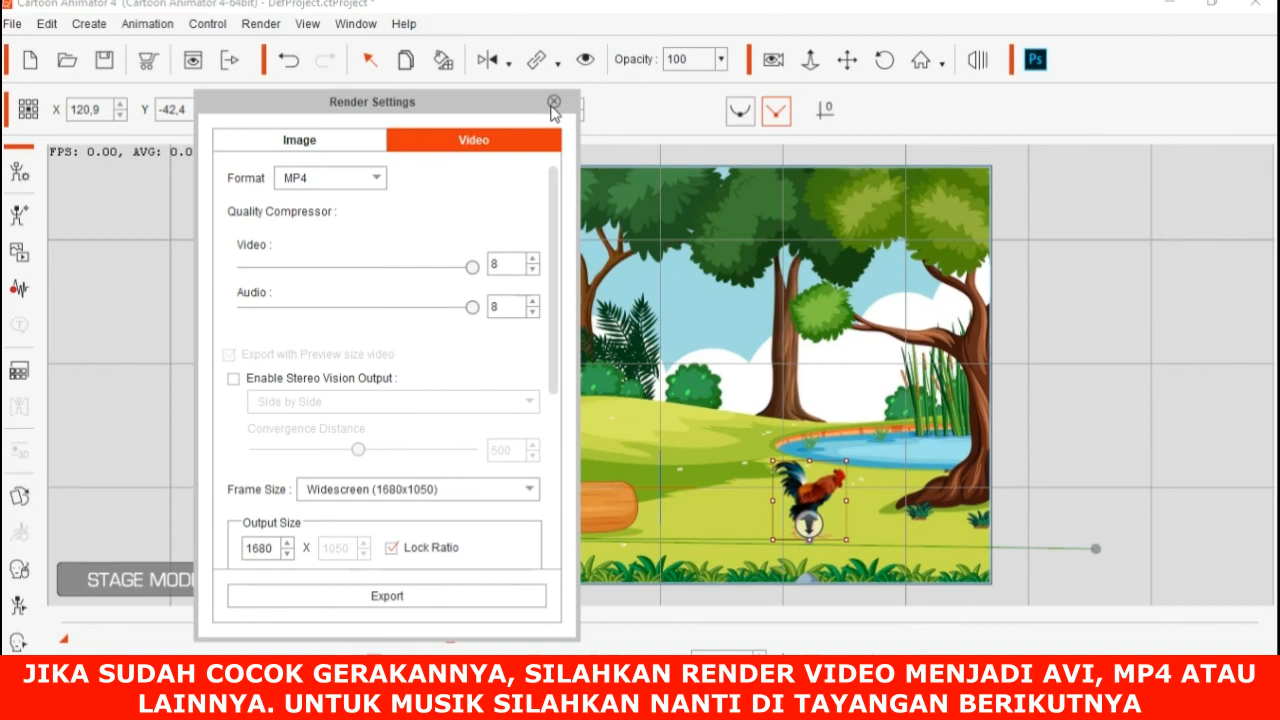 Cartoon Animator 4 (Cartoon Animator 4-64bit) - DefProject.ctProject *
File Edit Create Animation Control Render View Window Help
Opacity : 100 Ps
X 120,9 Y -42,4
Render Settings
FPS: 0.00, AVG: 0.0
Image Video
Format MP4
Quality Compressor :
Video :
8
Audio :
8
Export with Preview size video
Enable Stereo Vision Output :
Side by Side
Convergence Distance
500
Frame Size : Widescreen (1680x1050)
Output Size
1680 X 1050 Lock Ratio
STAGE MOD
Export
JIKA SUDAH COCOK GERAKANNYA, SILAHKAN RENDER VIDEO MENJADI AVI, MP4 ATAU
LAINNYA. UNTUK MUSIK SILAHKAN NANTI DI TAYANGAN BERIKUTNYA